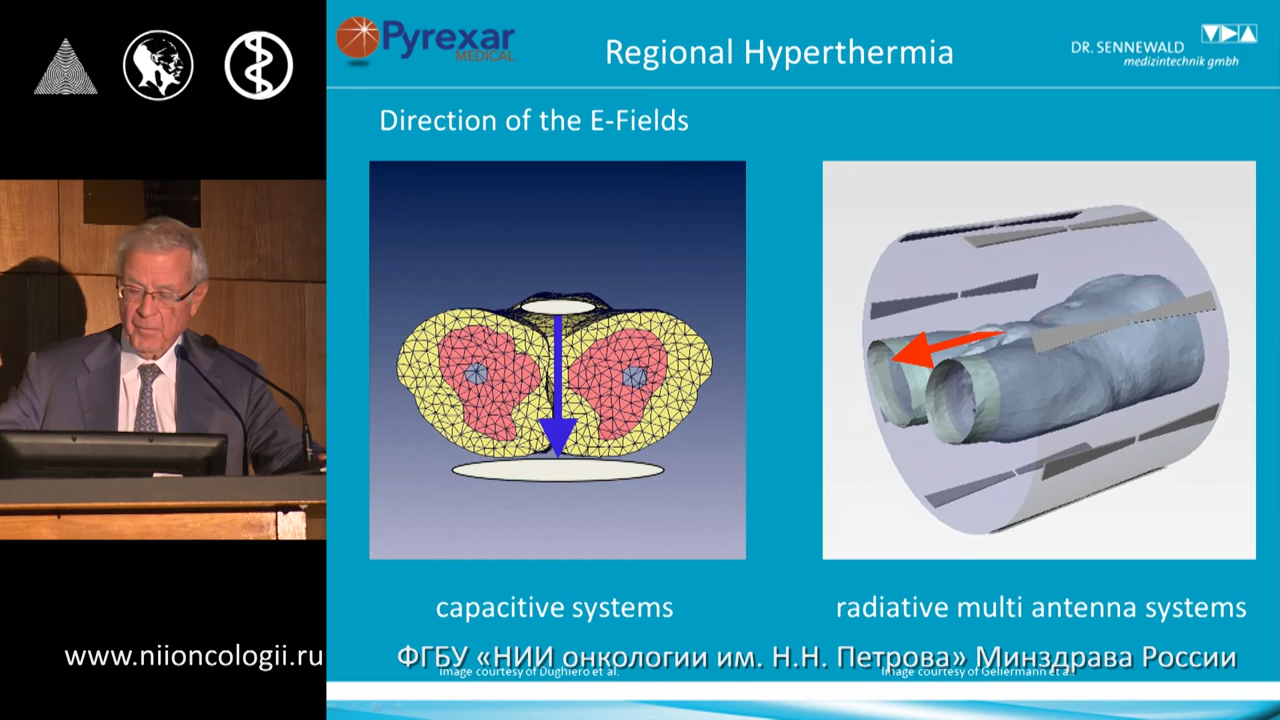 Pyrexar
MEDICAL
Regional Hyperthermia
DR. SENNEWALD
medizintechnik gmbh
Direction of the E-Fields
capacitive systems
radiative multi antenna systems
www.niioncologii.ru
ФГБУ «НИИ онкологии им. Н.Н. Петрова» Минздрава России
Image courtesy of Dughiero et al.
Image courtesy of Gellermann et al.